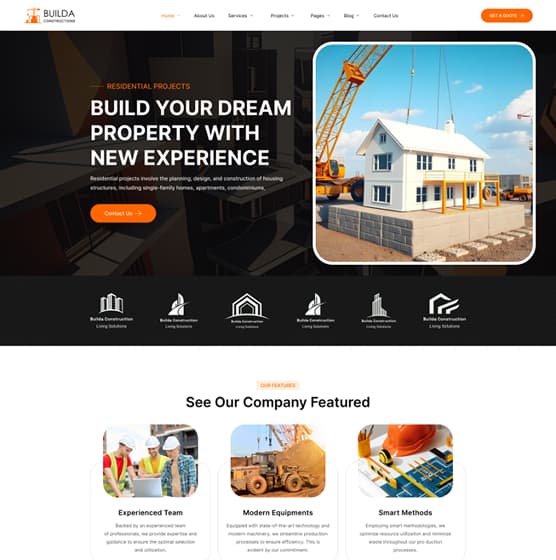 BUILDA
CONSTRUCTIONS
Home
About Us
Services
Projects
Pages
Blog
Contact Us
GET A QUOTE
RESIDENTIAL PROJECTS
BUILD YOUR DREAM
PROPERTY WITH
NEW EXPERIENCE
Residential projects involve the planning, design, and construction of housing
structures, including single-family homes, apartments, condominiums,
Contact Us
Builda Construction
Living Solutions
Builda Construction
Living Solutions
Builda Construction
Living Solutions
Builda Construction
Living Solutions
Builda Construction
Living Solutions
Builda Construction
Living Solutions
OUR FEATURES
See Our Company Featured
Experienced Team
Backed by an experienced team
of professionals, we provide expertise and
guidance to ensure the optimal selection
and utilization.
Modern Equipments
Equipped with state-of-the-art technology and
modern machinery, we streamline production
processes to ensure efficiency. This is
evident by our commitment.
Smart Methods
Employing smart methodologies, we
optimize resource utilization and minimize
waste throughout our pro duction
processes.